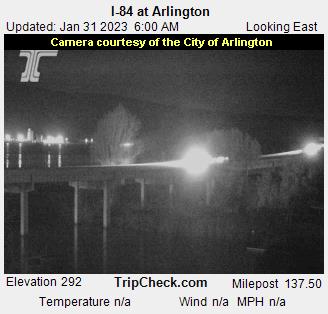 I-84 at Arlington
Updated: Jan 31 2023 6:00 AM Looking East
Camera courtesy of the City of Arlington
Elevation 292 TripCheck.com Milepost 137.50
Temperature n/a Wind n/a MPH n/a